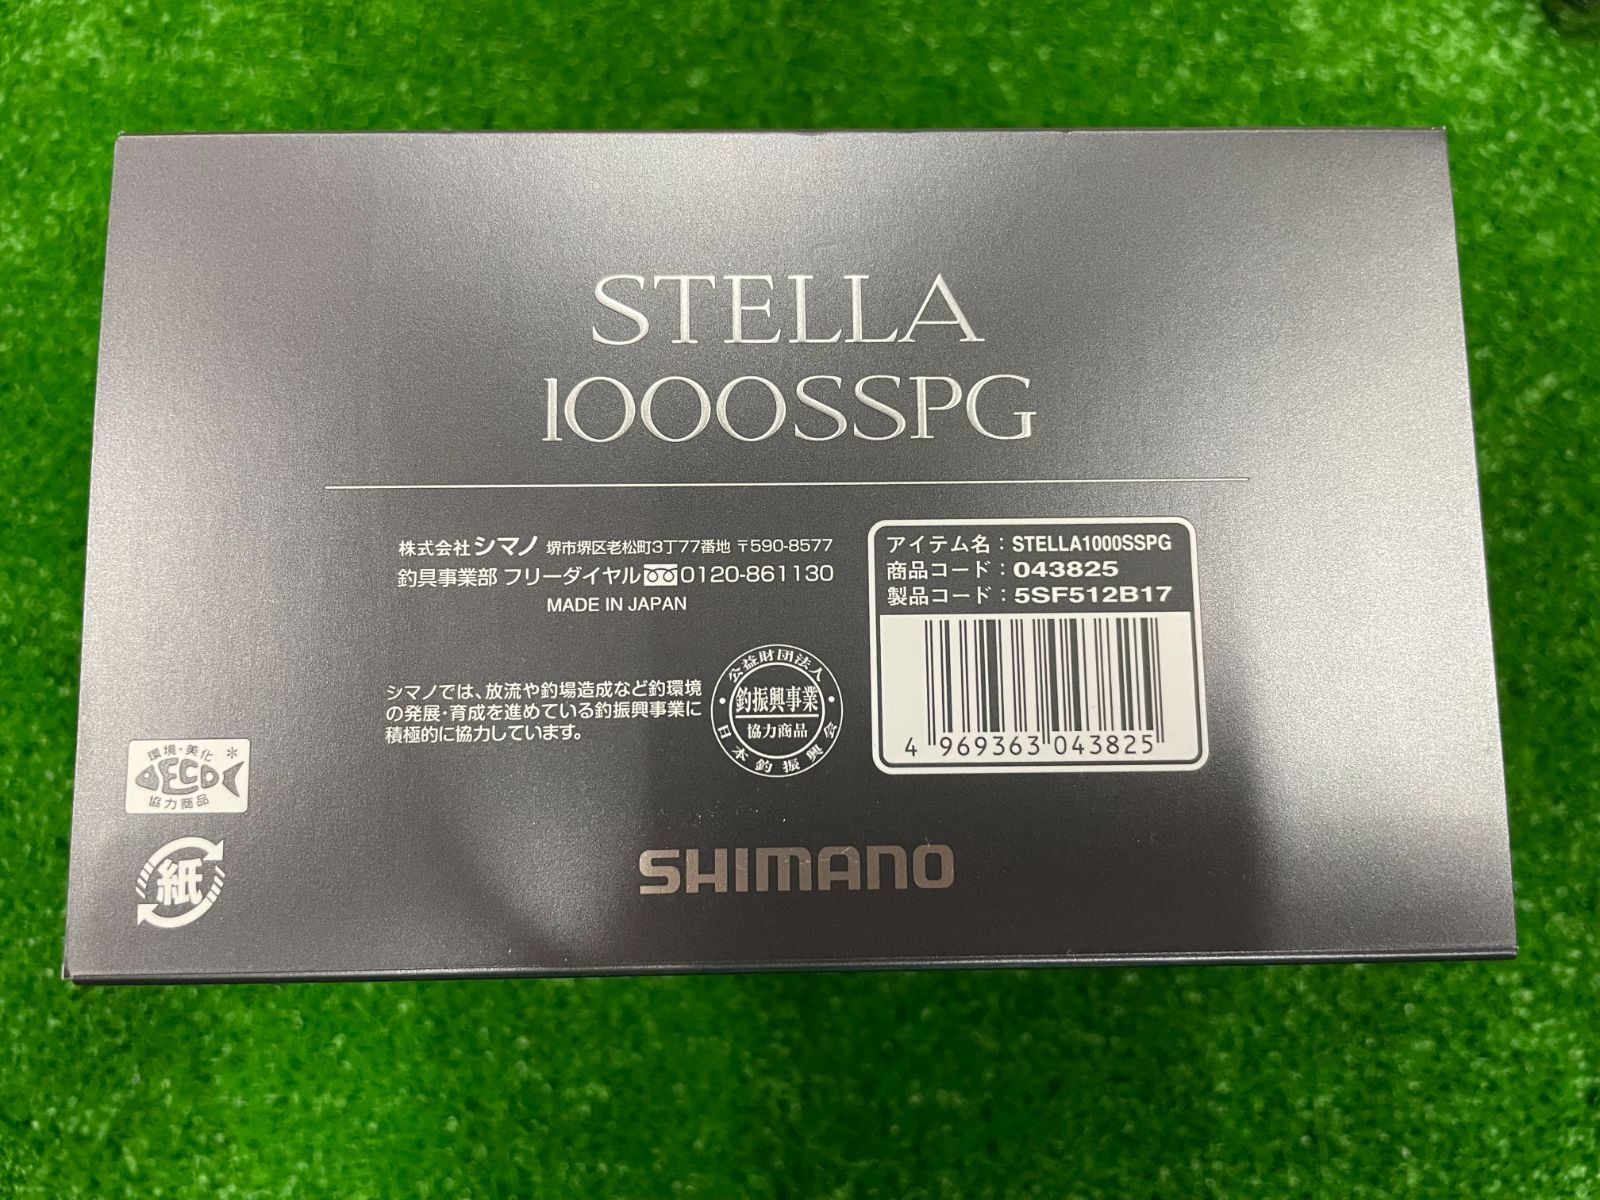 STELLA
1000SSPG
株式会社シマノ 堺市堺区老松町3丁77番地 〒590-8577
釣具事業部 フリーダイヤル 0120-861130
MADE IN JAPAN
アイテム名：STELLA1000SSPG
商品コード：043825
製品コード：5SF512B17
4 969363 043825
シマノでは、放流や釣場造成など釣環境
の発展・育成を進めている釣振興事業に
積極的に協力しています。
公益財団法人
釣振興事業
協力商品
日本釣振興会
環境・美化
ECO
協力商品
紙
SHIMANO